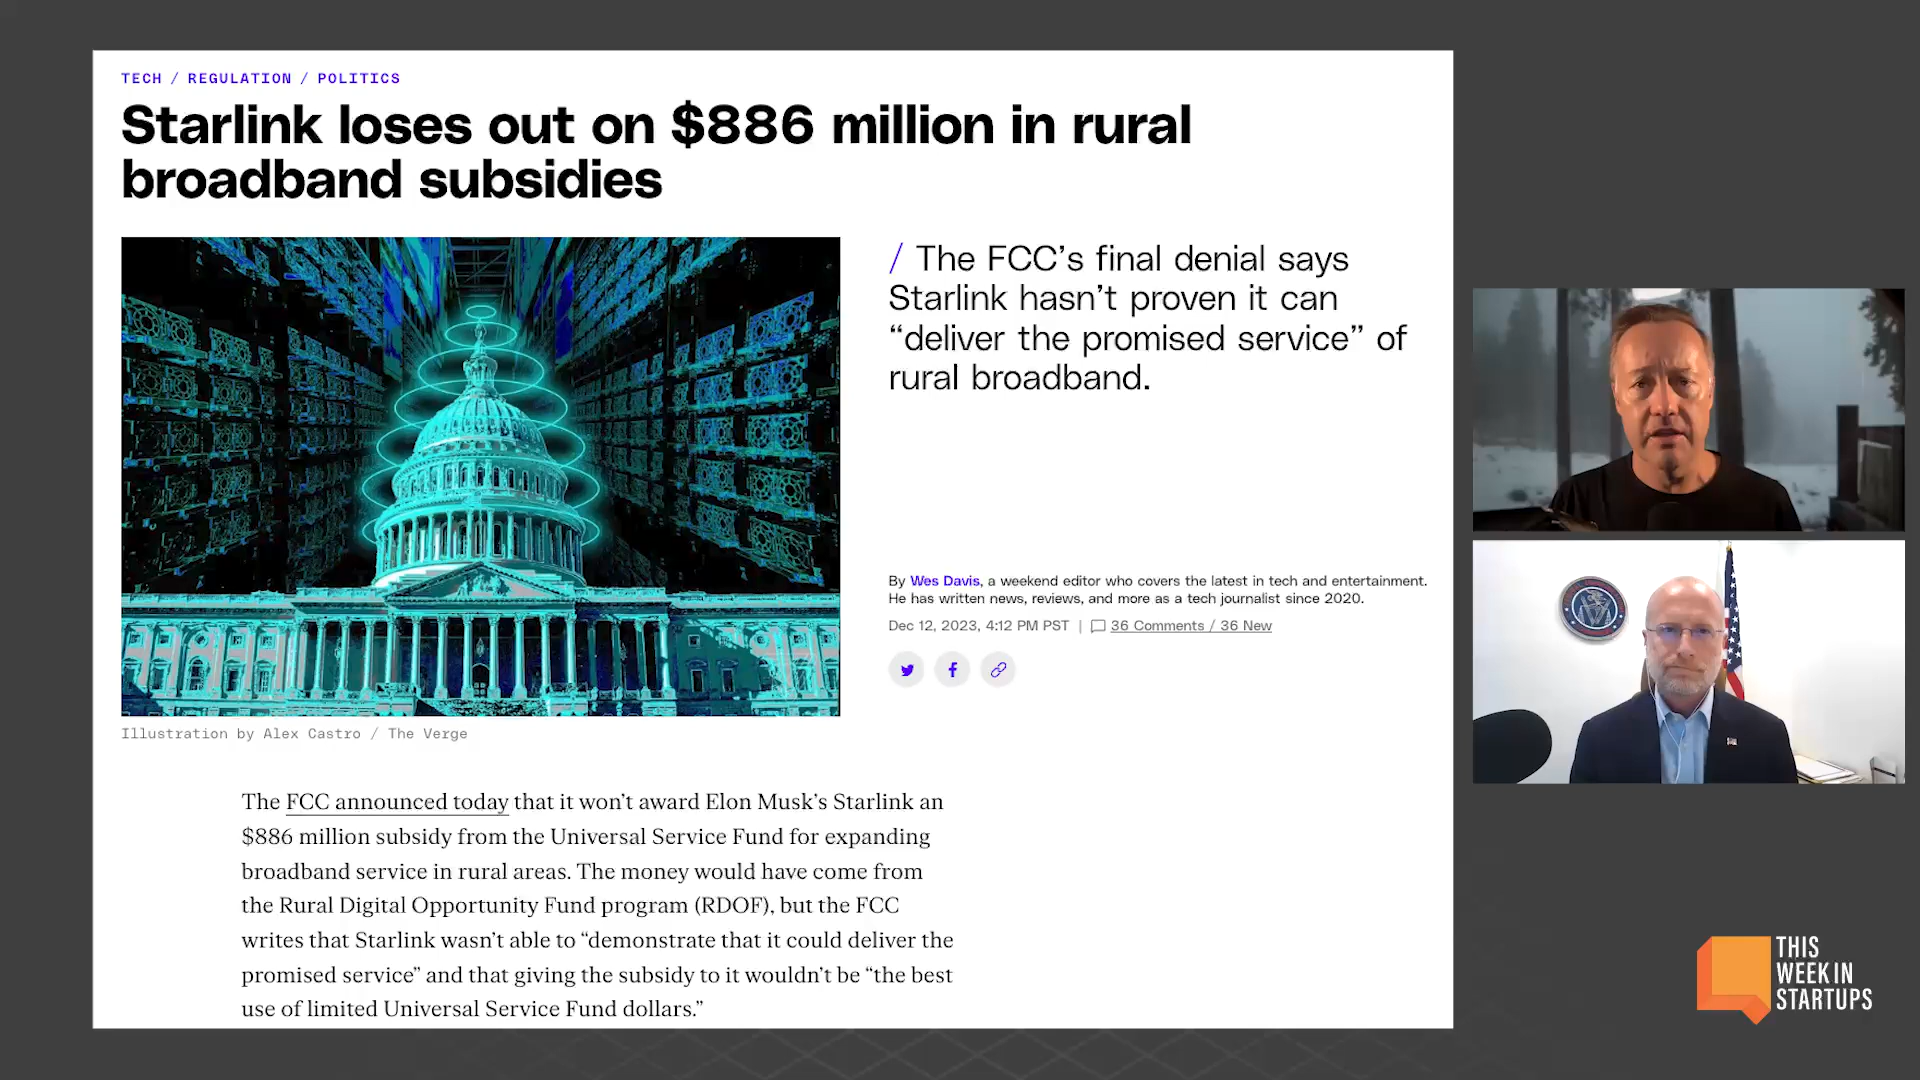 TECH / REGULATION / POLITICS
Starlink loses out on $886 million in rural
broadband subsidies
/ The FCC’s final denial says
Starlink hasn’t proven it can
“deliver the promised service” of
rural broadband.
By Wes Davis, a weekend editor who covers the latest in tech and entertainment.
He has written news, reviews, and more as a tech journalist since 2020.
Dec 12, 2023, 4:12 PM PST | 36 Comments / 36 New
Illustration by Alex Castro / The Verge
The FCC announced today that it won’t award Elon Musk’s Starlink an
$886 million subsidy from the Universal Service Fund for expanding
broadband service in rural areas. The money would have come from
the Rural Digital Opportunity Fund program (RDOF), but the FCC
writes that Starlink wasn’t able to “demonstrate that it could deliver the
promised service” and that giving the subsidy to it wouldn’t be “the best
use of limited Universal Service Fund dollars.”
THIS
WEEK IN
STARTUPS